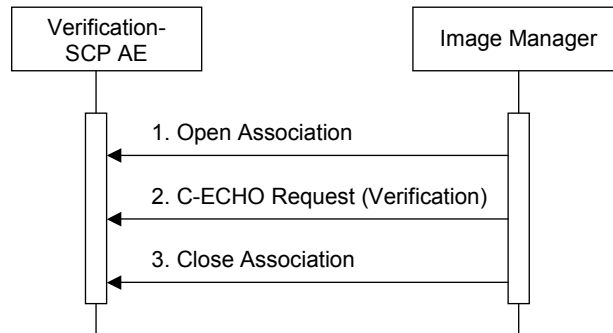 Verification-
SCP AE
Image Manager
1. Open Association
2. C-ECHO Request (Verification)
3. Close Association